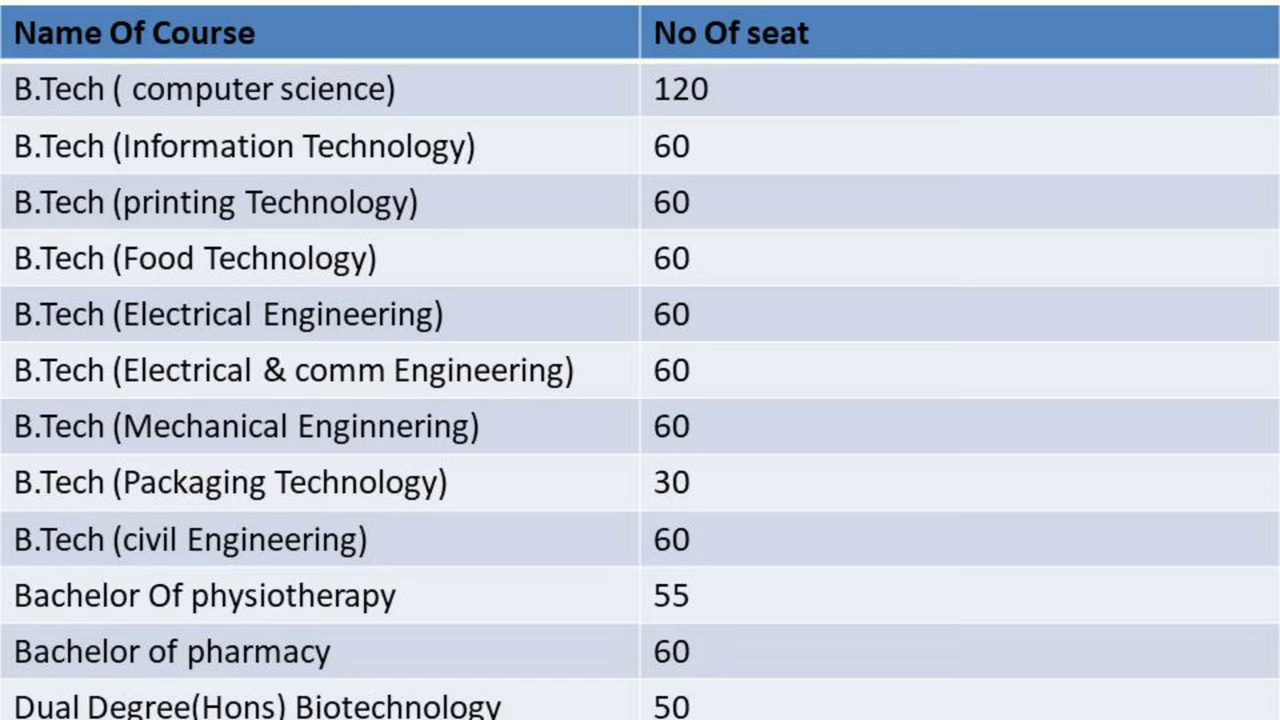 Name Of Course No Of seat
B.Tech ( computer science) 120
B.Tech (Information Technology) 60
B.Tech (printing Technology) 60
B.Tech (Food Technology) 60
B.Tech (Electrical Engineering) 60
B.Tech (Electrical & comm Engineering) 60
B.Tech (Mechanical Enginnering) 60
B.Tech (Packaging Technology) 30
B.Tech (civil Engineering) 60
Bachelor Of physiotherapy 55
Bachelor of pharmacy 60
Dual Degree(Hons) Biotechnology 50